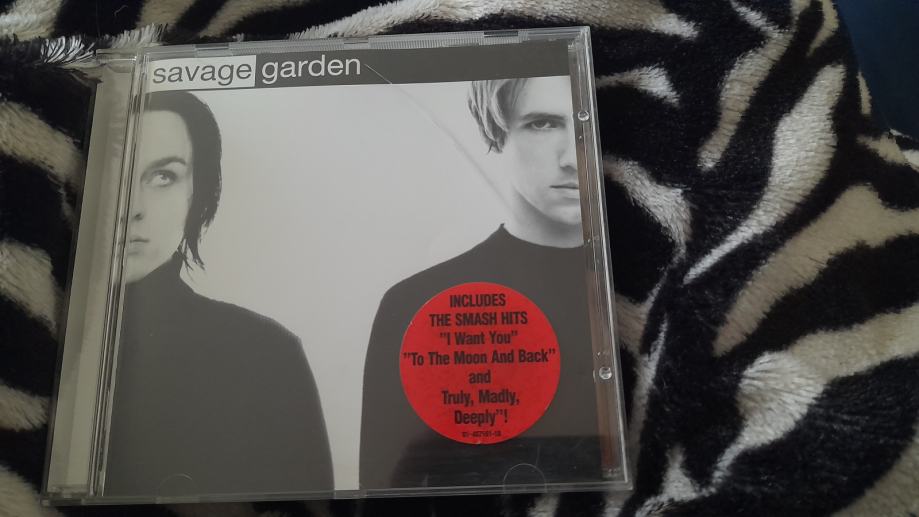 savage garden
INCLUDES
THE SMASH HITS
"I Want You"
"To The Moon And Back"
and
Truly, Madly,
Deeply"!